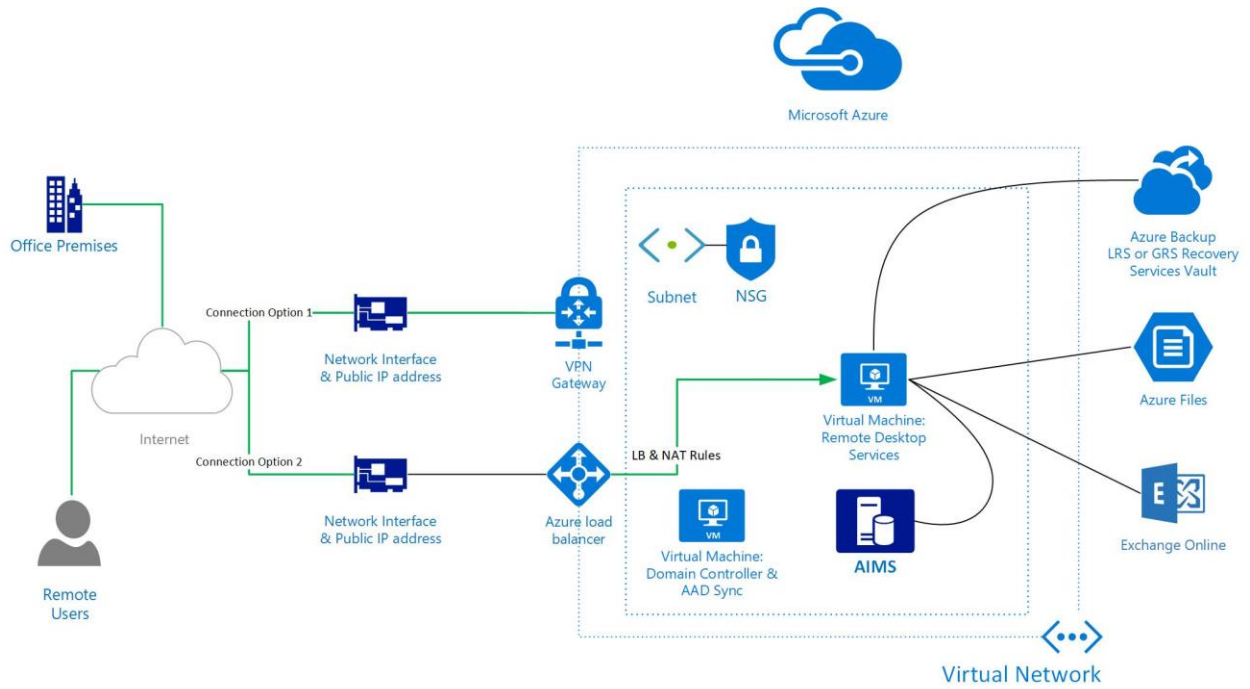 Microsoft Azure
Office Premises
Azure Backup
LRS or GRS Recovery
Services Vault
Subnet
NSG
Connection Option 1
Network Interface
& Public IP address
VPN
Gateway
VM
Virtual Machine:
Remote Desktop
Services
Azure Files
Internet
Connection Option 2
LB & NAT Rules
Network Interface
& Public IP address
Azure load
balancer
VM
Virtual Machine:
Domain Controller &
AAD Sync
AIMS
E
Exchange Online
Remote
Users
Virtual Network